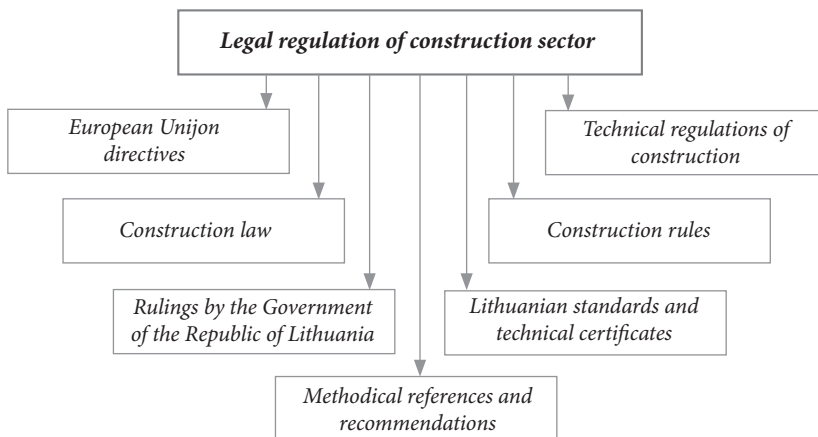 Legal regulation of construction sector
European Unijon
directives
Technical regulations of
construction
Construction law
Construction rules
Rulings by the Government
of the Republic of Lithuania
Lithuanian standards and
technical certificates
Methodical references and
recommendations